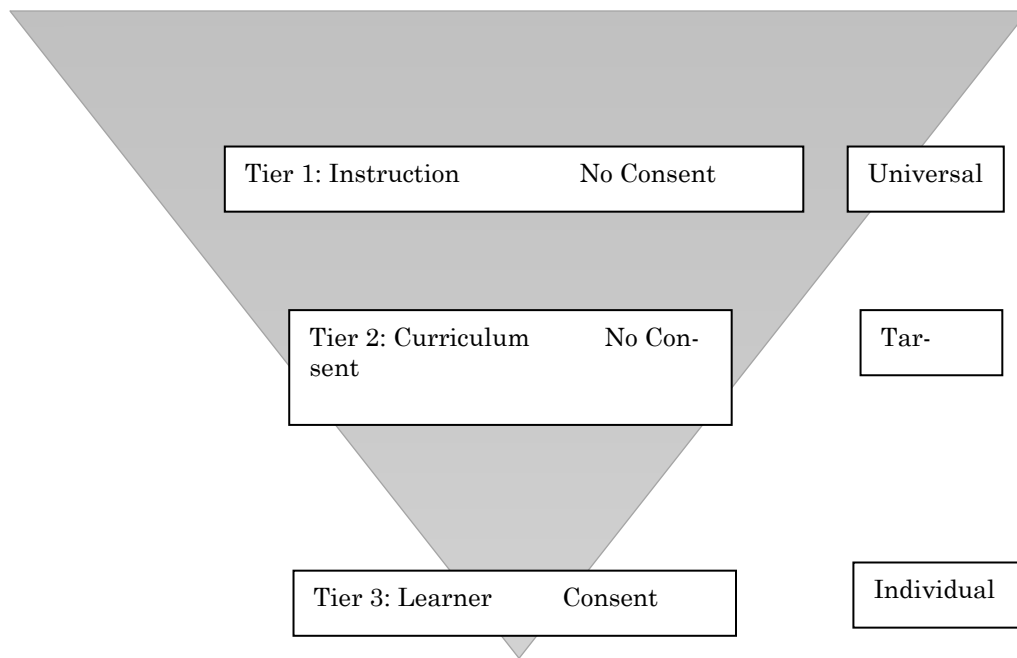 Tier 1: Instruction No Consent
Universal
Tier 2: Curriculum No Con-
sent
Tar-
Tier 3: Learner Consent
Individual